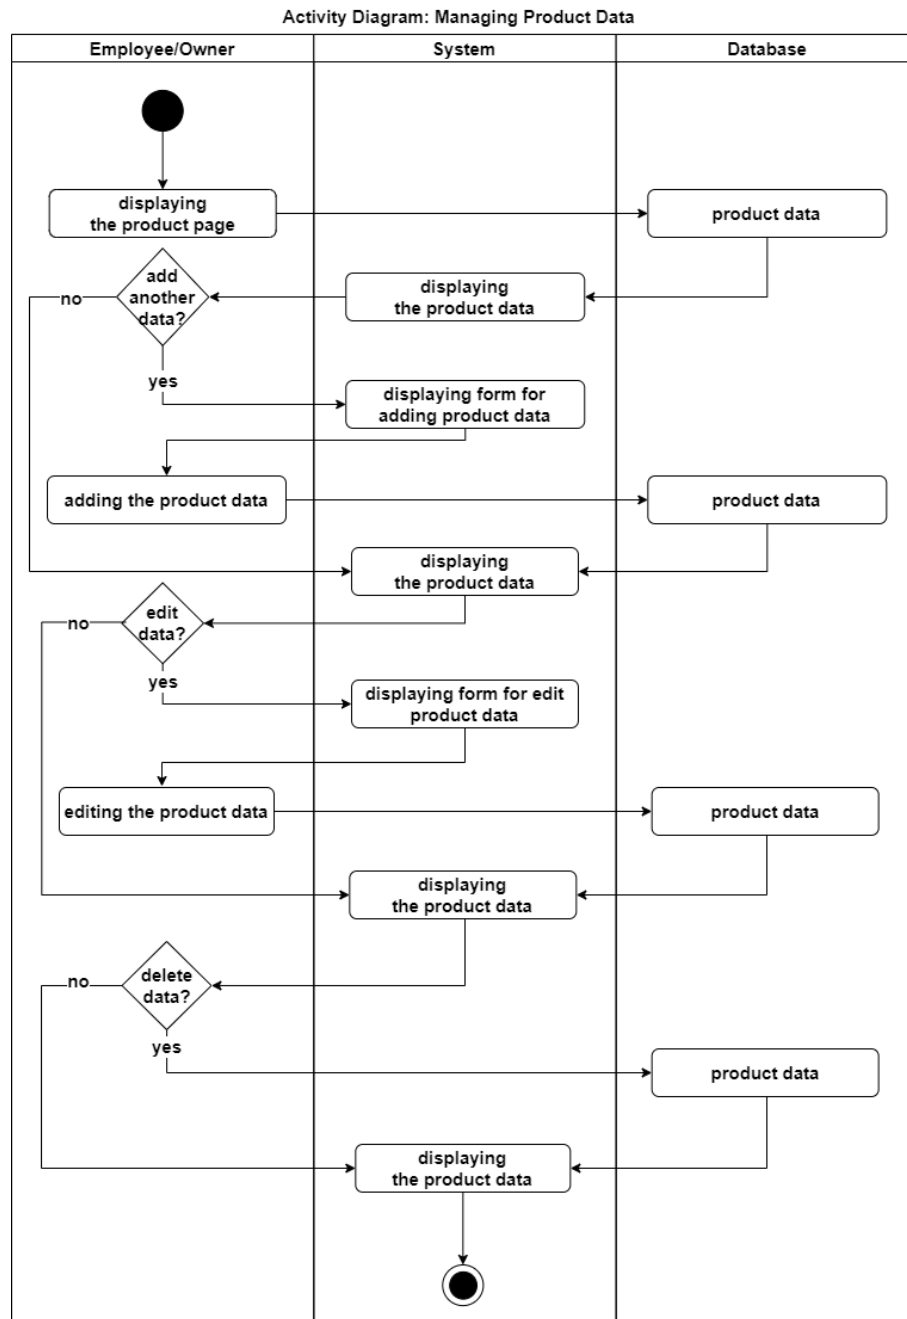 Activity Diagram: Managing Product Data
Employee/Owner
System
Database
displaying
the product page
product data
add
another
data?
no
displaying
the product data
yes
displaying form for
adding product data
adding the product data
product data
displaying
the product data
edit
data?
no
yes
displaying form for edit
product data
editing the product data
product data
displaying
the product data
delete
data?
no
yes
product data
displaying
the product data